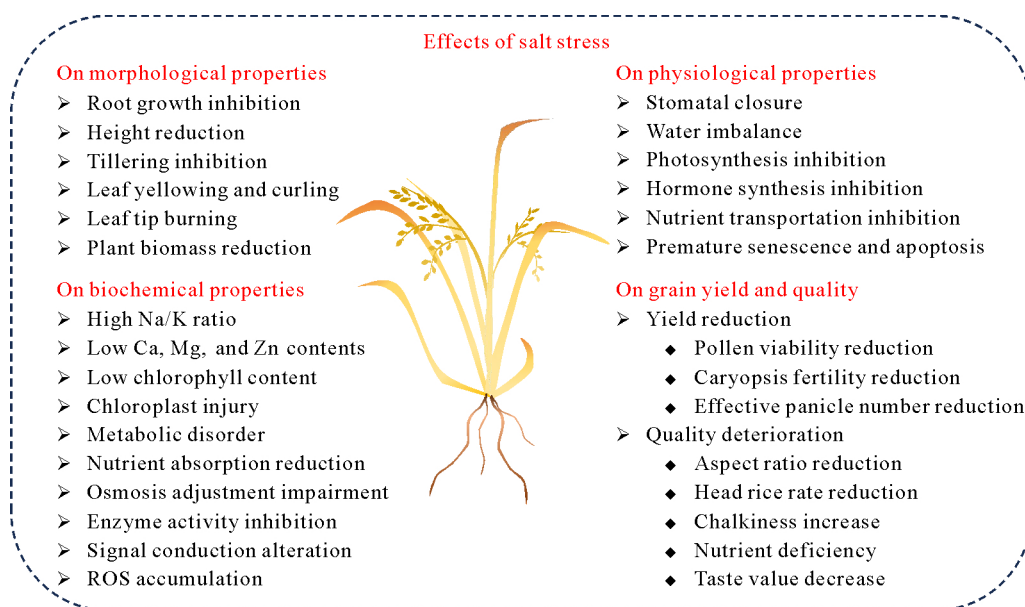 Effects of salt stress
On morphological properties
➢ Root growth inhibition
➢ Height reduction
➢ Tillering inhibition
➢ Leaf yellowing and curling
➢ Leaf tip burning
➢ Plant biomass reduction
On biochemical properties
➢ High Na/K ratio
➢ Low Ca, Mg, and Zn contents
➢ Low chlorophyll content
➢ Chloroplast injury
➢ Metabolic disorder
➢ Nutrient absorption reduction
➢ Osmosis adjustment impairment
➢ Enzyme activity inhibition
➢ Signal conduction alteration
➢ ROS accumulation
On physiological properties
➢ Stomatal closure
➢ Water imbalance
➢ Photosynthesis inhibition
➢ Hormone synthesis inhibition
➢ Nutrient transportation inhibition
➢ Premature senescence and apoptosis
On grain yield and quality
➢ Yield reduction
◆ Pollen viability reduction
◆ Caryopsis fertility reduction
◆ Effective panicle number reduction
➢ Quality deterioration
◆ Aspect ratio reduction
◆ Head rice rate reduction
◆ Chalkiness increase
◆ Nutrient deficiency
◆ Taste value decrease